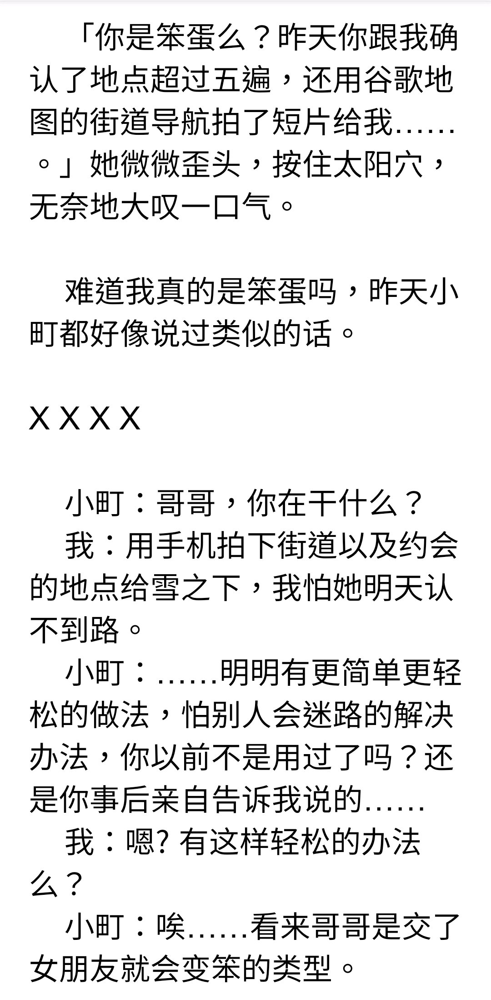 「你是笨蛋么？昨天你跟我确
认了地点超过五遍，还用谷歌地
图的街道导航拍了短片给我......
。」她微微歪头，按住太阳穴，
无奈地大叹一口气。
难道我真的是笨蛋吗，昨天小
町都好像说过类似的话。
X X X X
小町：哥哥，你在干什么？
我：用手机拍下街道以及约会
的地点给雪之下，我怕她明天认
不到路。
小町：......明明有更简单更轻
松的做法，怕别人会迷路的解决
办法，你以前不是用过了吗？还
是你事后亲自告诉我说的......
我：嗯? 有这样轻松的办法
么？
小町：唉......看来哥哥是交了
女朋友就会变笨的类型。